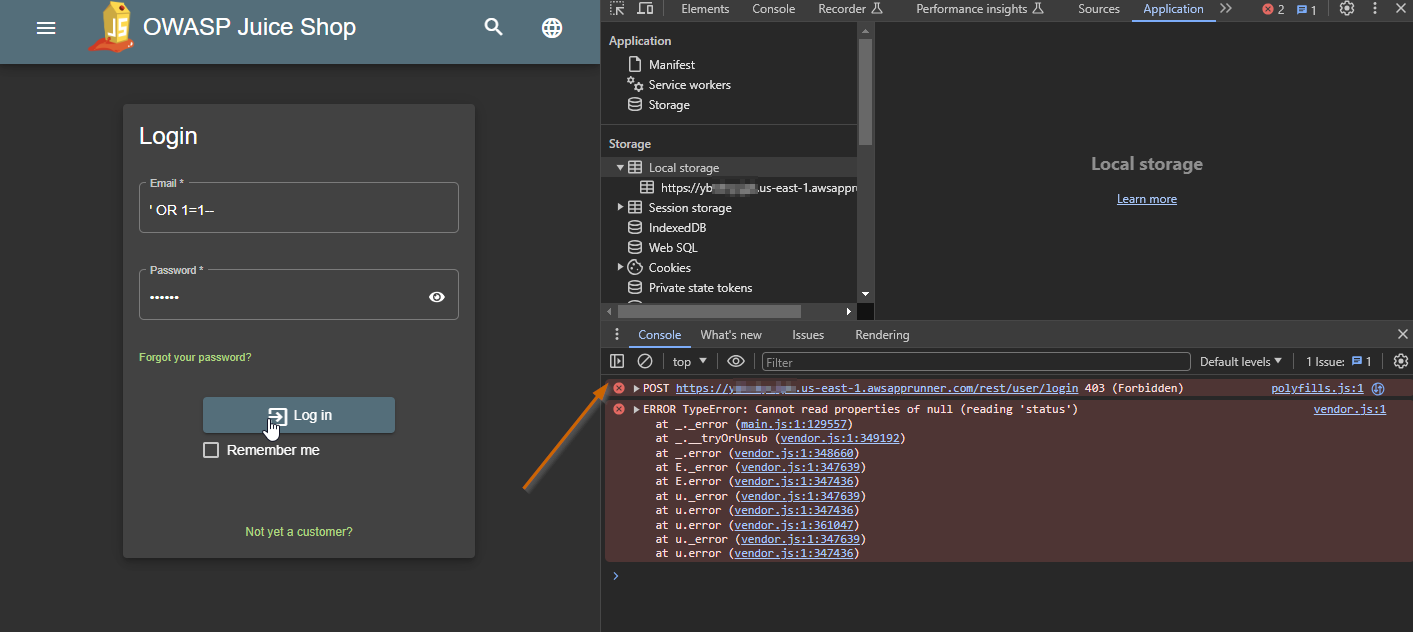 OWASP Juice Shop
Login
Email *
' OR 1=1--
Password *
••••••
Forgot your password?
Log in
Remember me
Not yet a customer?
Elements Console Recorder Performance insights Sources Application 2 1
Application
Manifest
Service workers
Storage
Storage
Local storage
https://yb .us-east-1.awsappru
Session storage
IndexedDB
Web SQL
Cookies
Private state tokens
Local storage
Learn more
Console What's new Issues Rendering
top Filter Default levels 1 Issue: 1
POST https://y .us-east-1.awsapprunner.com/rest/user/login 403 (Forbidden) polyfills.js:1
ERROR TypeError: Cannot read properties of null (reading 'status') vendor.js:1
at _._error (main.js:1:129557)
at _.__tryOrUnsub (vendor.js:1:349192)
at _.error (vendor.js:1:348660)
at E._error (vendor.js:1:347639)
at E.error (vendor.js:1:347436)
at u._error (vendor.js:1:347639)
at u.error (vendor.js:1:347436)
at u.error (vendor.js:1:361047)
at u._error (vendor.js:1:347639)
at u.error (vendor.js:1:347436)